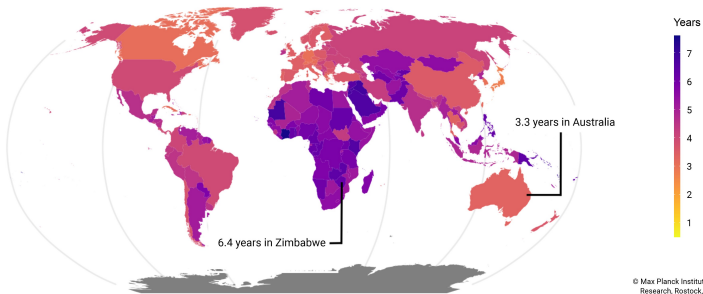 Years
7
6
5
4
3
2
1
3.3 years in Australia
6.4 years in Zimbabwe
© Max Planck Institu
Research, Rostock,